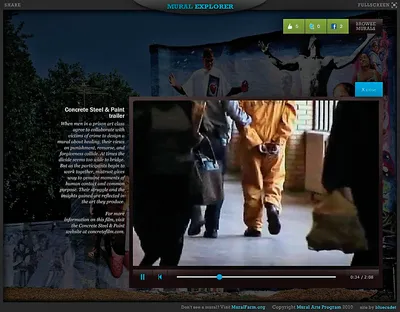 SHARE
MURAL EXPLORER
FULLSCREEN
0
0
3
BROWSE
MURALS
Concrete Steel & Paint
trailer
When men in a prison art class
agree to collaborate with
victims of crime to design a
mural about healing, their views
on punishment, remorse, and
forgiveness collide. At times the
divide seems too wide to bridge.
But as the participants begin to
work together, mistrust gives
way to genuine moments of
human contact and common
purpose. Their struggle and the
insights gained are reflected in
the art they produce.
For more
information on this film, visit
the Concrete Steel & Paint
website at concretefilm.com.
0:34 / 2:08
Don't see a mural? Visit MuralFarm.org
Copyright Mural Arts Program 2010
site by bluecadet